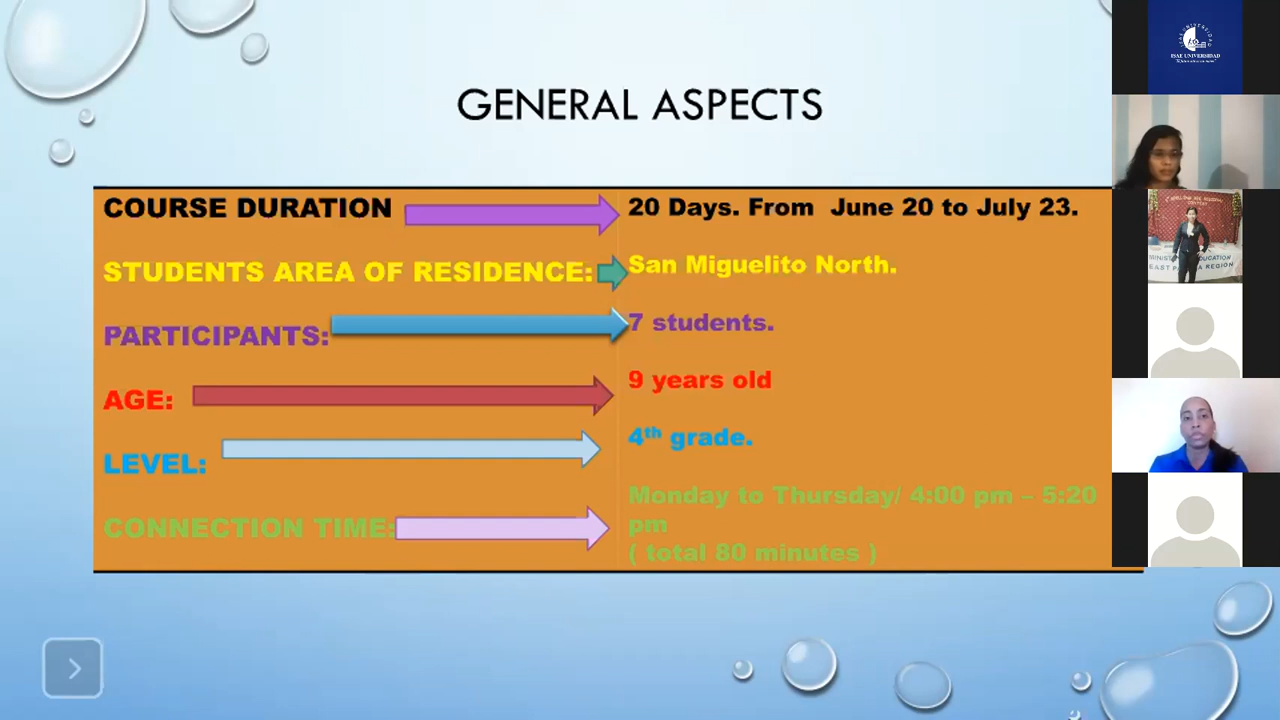 GENERAL ASPECTS
COURSE DURATION
20 Days. From June 20 to July 23.
STUDENTS AREA OF RESIDENCE:
San Miguelito North.
PARTICIPANTS:
7 students.
AGE:
9 years old
LEVEL:
4th grade.
CONNECTION TIME:
Monday to Thursday/ 4:00 pm – 5:20
pm
( total 80 minutes )
ISAE UNIVERSIDAD